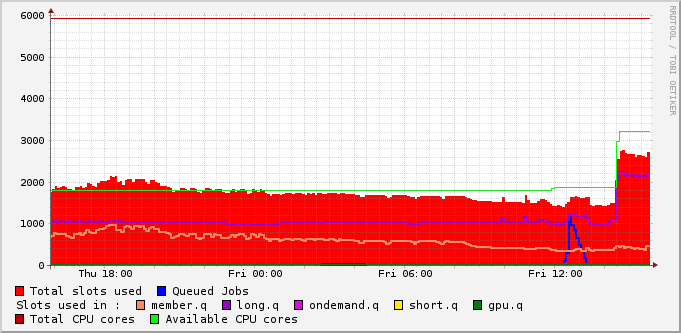 6000
5000
4000
3000
2000
1000
0
Thu 18:00 Fri 00:00 Fri 06:00 Fri 12:00
RRDTOOL / TOBI OETIKER
Total slots used Queued Jobs
Slots used in : member.q long.q ondemand.q short.q gpu.q
Total CPU cores Available CPU cores